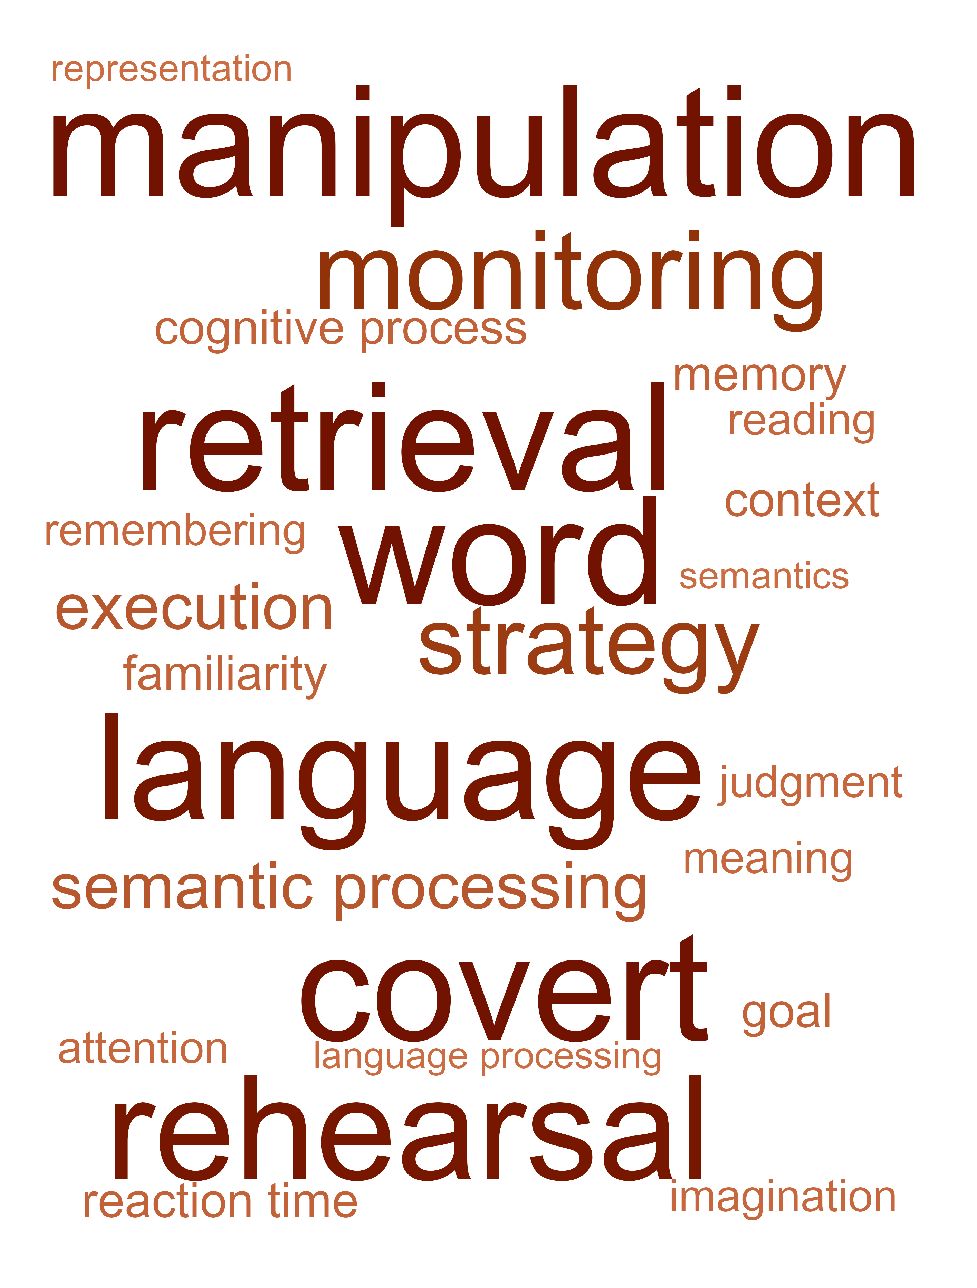 representation
manipulation
monitoring
cognitive process
memory
retrieval
reading
context
remembering
word
semantics
execution
strategy
familiarity
language
judgment
meaning
semantic processing
covert
goal
attention
language processing
rehearsal
reaction time
imagination